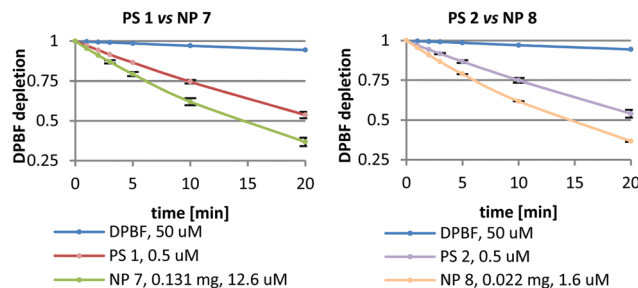 PS 1 vs NP 7
1
0.75
0.5
0.25
DPBF depletion
0 5 10 15 20
time [min]
DPBF, 50 uM
PS 1, 0.5 uM
NP 7, 0.131 mg, 12.6 uM
PS 2 vs NP 8
1
0.75
0.5
0.25
DPBF depletion
0 5 10 15 20
time [min]
DPBF, 50 uM
PS 2, 0.5 uM
NP 8, 0.022 mg, 1.6 uM